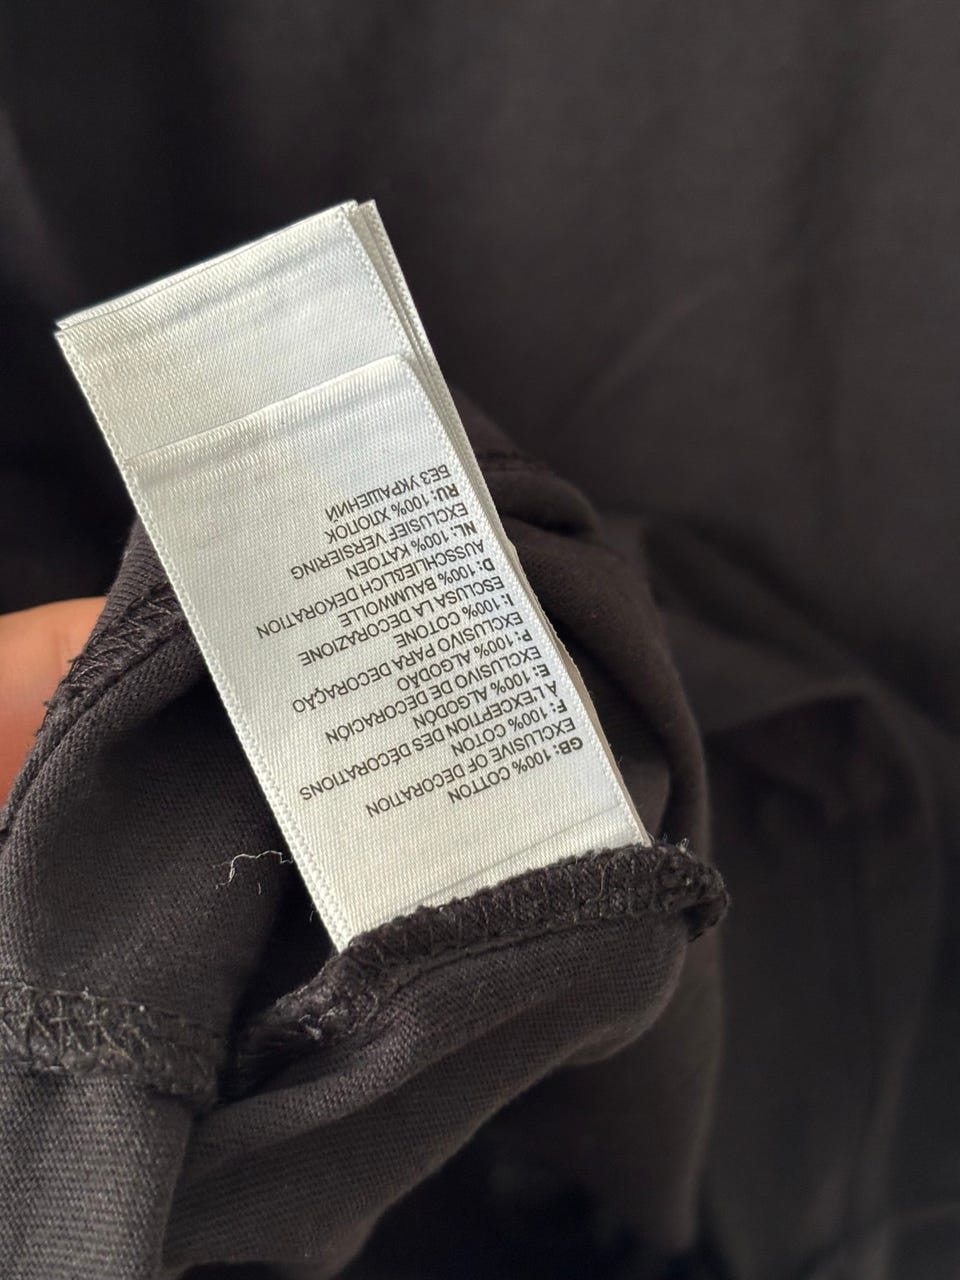 GB: 100% COTTON
EXCLUSIVE OF DECORATION
F: 100% COTON
À L'EXCEPTION DES DÉCORATIONS
E: 100% ALGODÓN
EXCLUSIVO DE DECORACIÓN
P: 100% ALGODÃO
EXCLUSIVO PARA DECORAÇÃO
I: 100% COTONE
ESCLUSA LA DECORAZIONE
D: 100% BAUMWOLLE
AUSSCHLIEßLICH DEKORATION
NL: 100% KATOEN
EXCLUSIEF VERSIERING
RU: 100% ХЛОПОК
БЕЗ УКРАШЕНИЙ